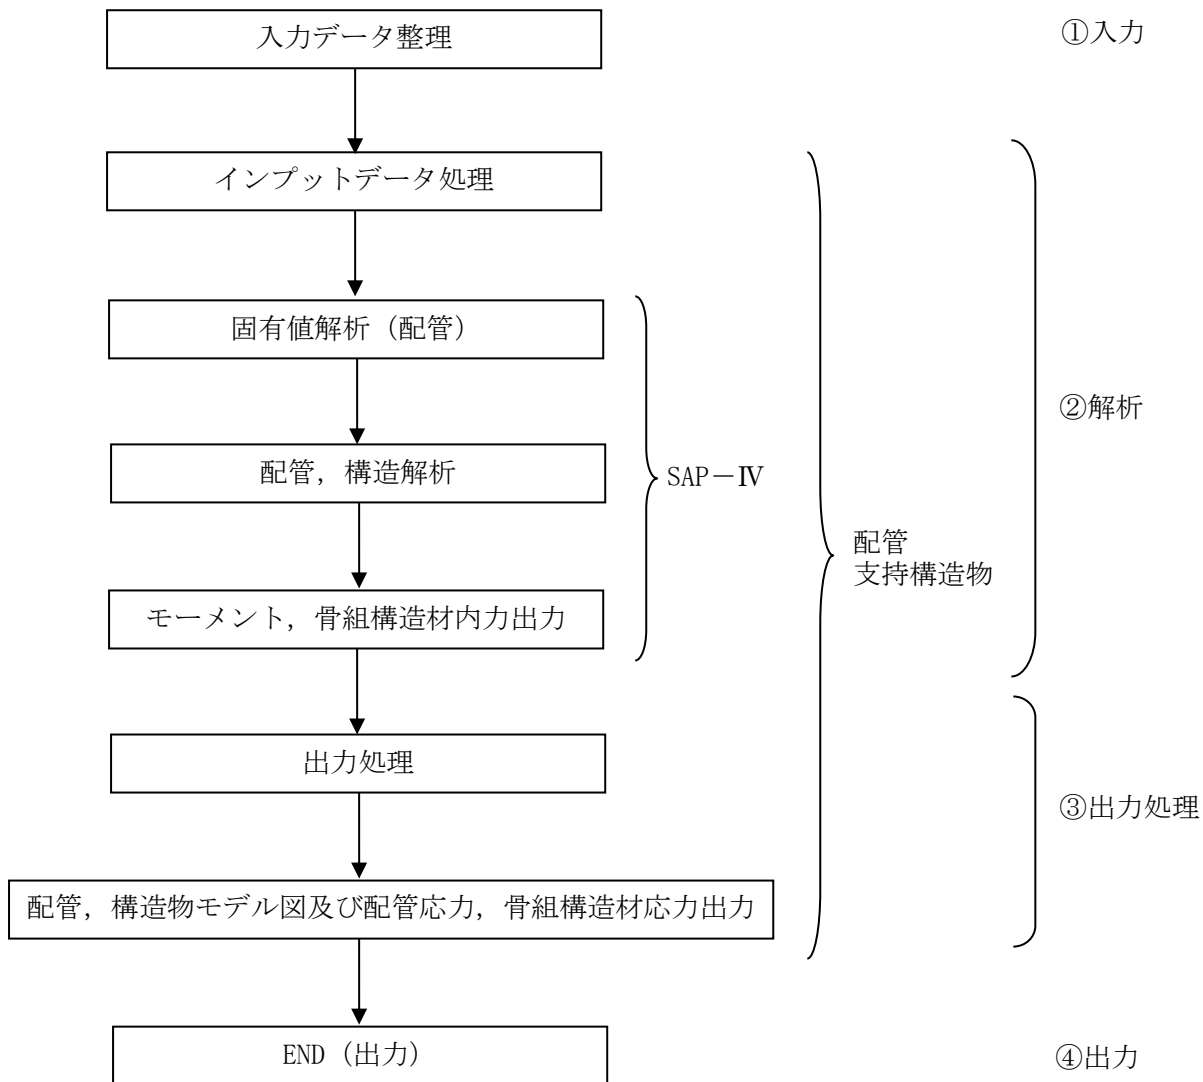 入力データ整理
①入力
インプットデータ処理
固有値解析（配管）
②解析
配管，構造解析
SAP－Ⅳ
配管
支持構造物
モーメント，骨組構造材内力出力
出力処理
③出力処理
配管，構造物モデル図及び配管応力，骨組構造材応力出力
END（出力）
④出力